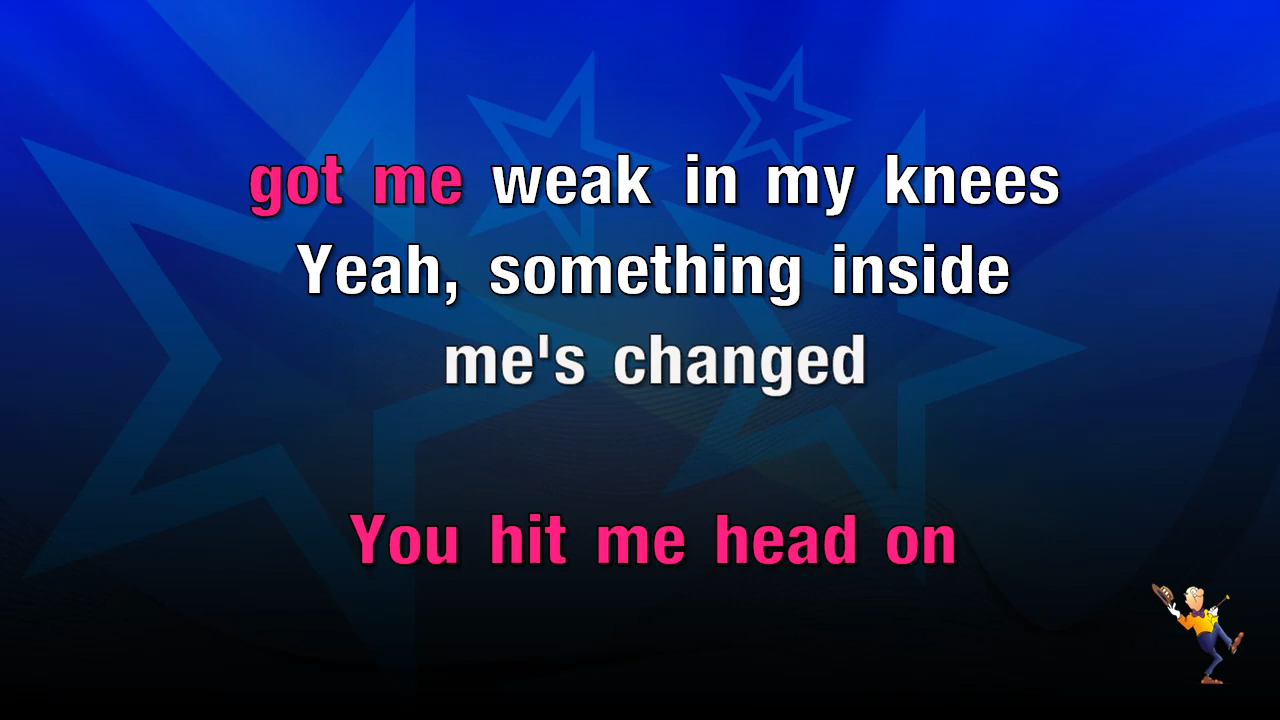 got me weak in my knees
Yeah, something inside
me's changed
You hit me head on